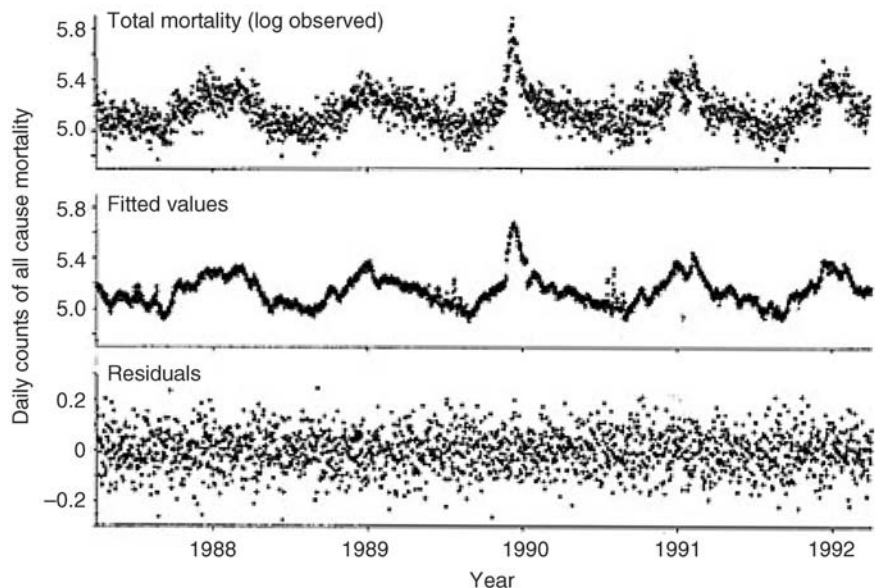 Daily counts of all cause mortality
Total mortality (log observed)
5.8
5.4
5.0
Fitted values
5.8
5.4
5.0
Residuals
0.2
0
−0.2
1988 1989 1990 1991 1992
Year